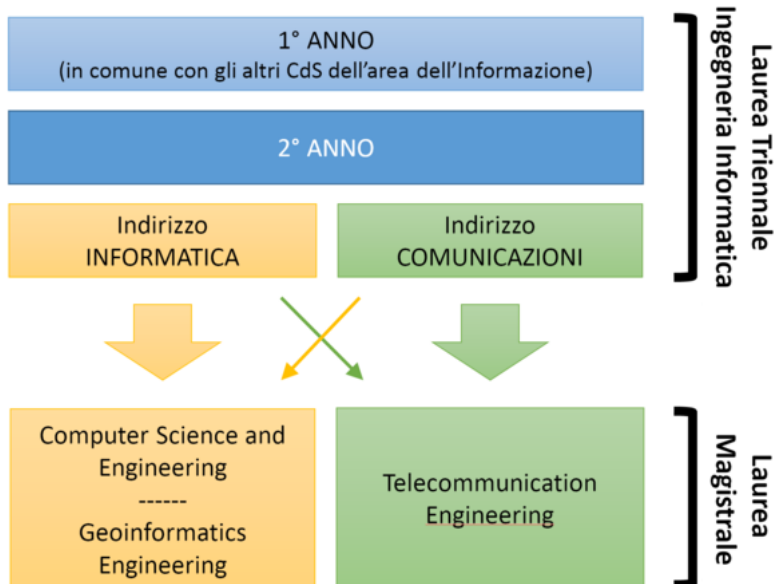 1° ANNO
(in comune con gli altri CdS dell'area dell'Informazione)
2° ANNO
Indirizzo
INFORMATICA
Indirizzo
COMUNICAZIONI
Laurea Triennale
Ingegneria Informatica
Computer Science and
Engineering
------
Geoinformatics
Engineering
Telecommunication
Engineering
Laurea
Magistrale